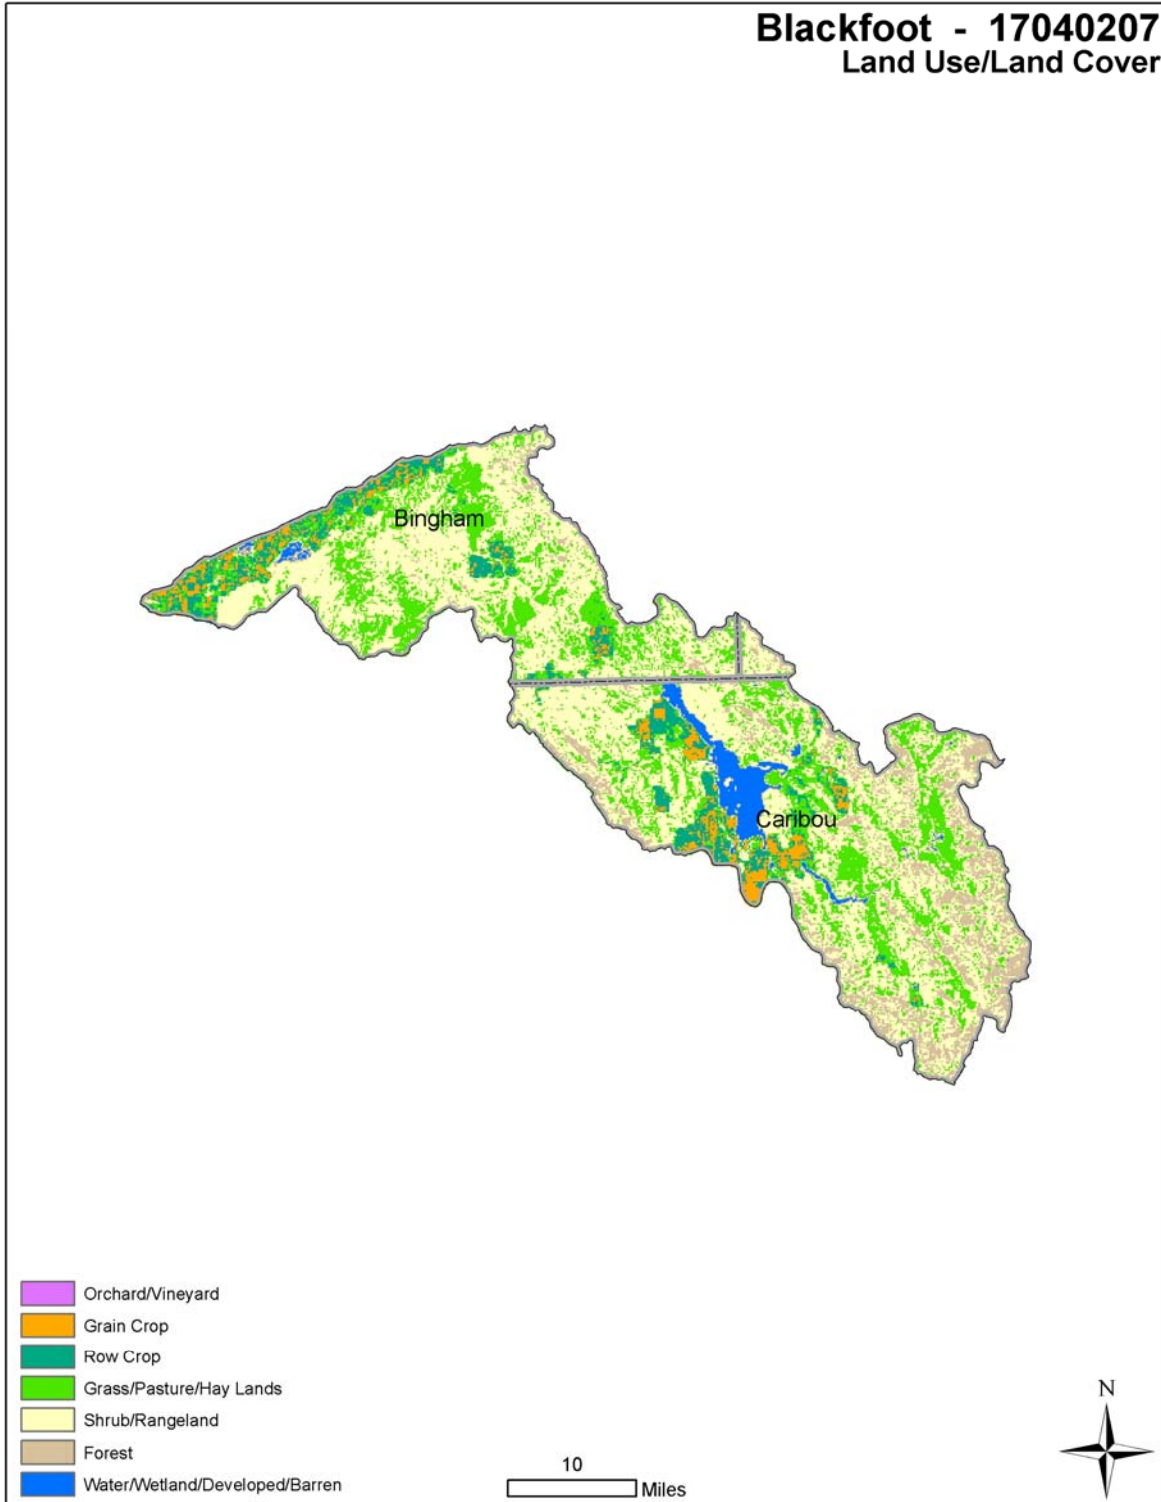 Blackfoot - 17040207
Land Use/Land Cover
Bingham
Caribou
Orchard/Vineyard
Grain Crop
Row Crop
Grass/Pasture/Hay Lands
Shrub/Rangeland
Forest
Water/Wetland/Developed/Barren
10
Miles
N